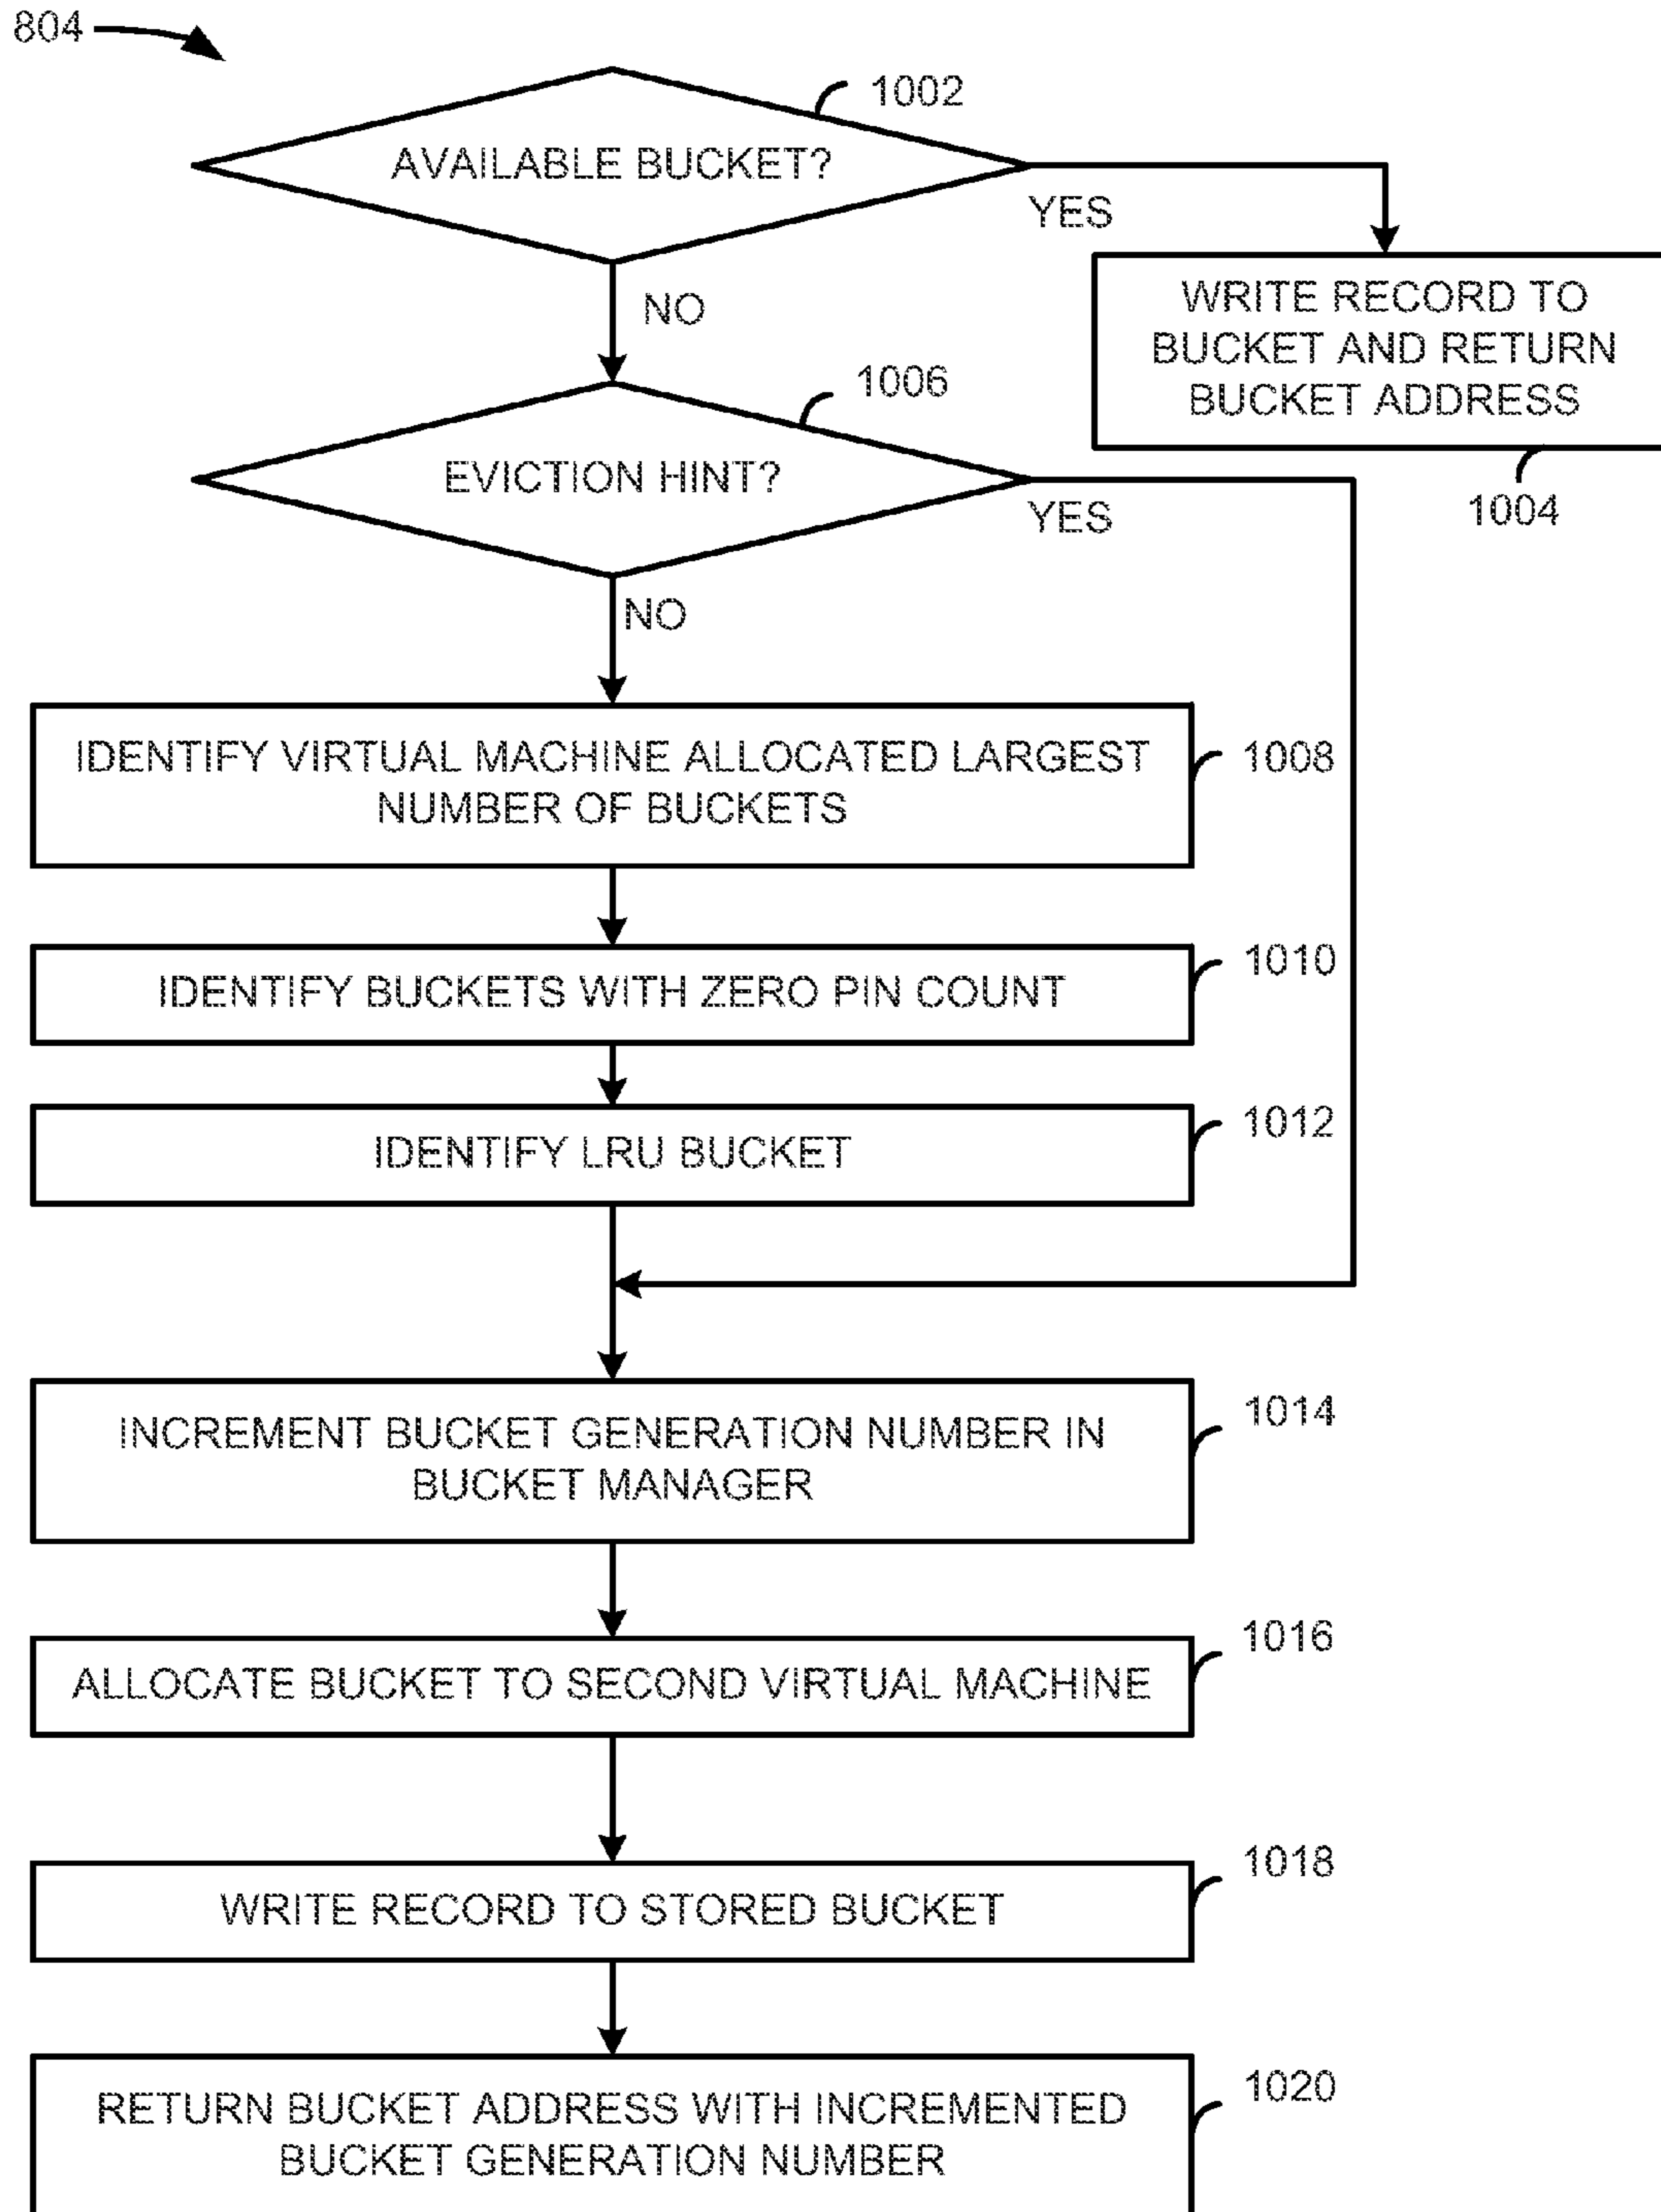 804
1002
AVAILABLE BUCKET?
YES
NO
WRITE RECORD TO
BUCKET AND RETURN
BUCKET ADDRESS
1004
1006
EVICTION HINT?
YES
NO
IDENTIFY VIRTUAL MACHINE ALLOCATED LARGEST
NUMBER OF BUCKETS
1008
IDENTIFY BUCKETS WITH ZERO PIN COUNT
1010
IDENTIFY LRU BUCKET
1012
INCREMENT BUCKET GENERATION NUMBER IN
BUCKET MANAGER
1014
ALLOCATE BUCKET TO SECOND VIRTUAL MACHINE
1016
WRITE RECORD TO STORED BUCKET
1018
RETURN BUCKET ADDRESS WITH INCREMENTED
BUCKET GENERATION NUMBER
1020